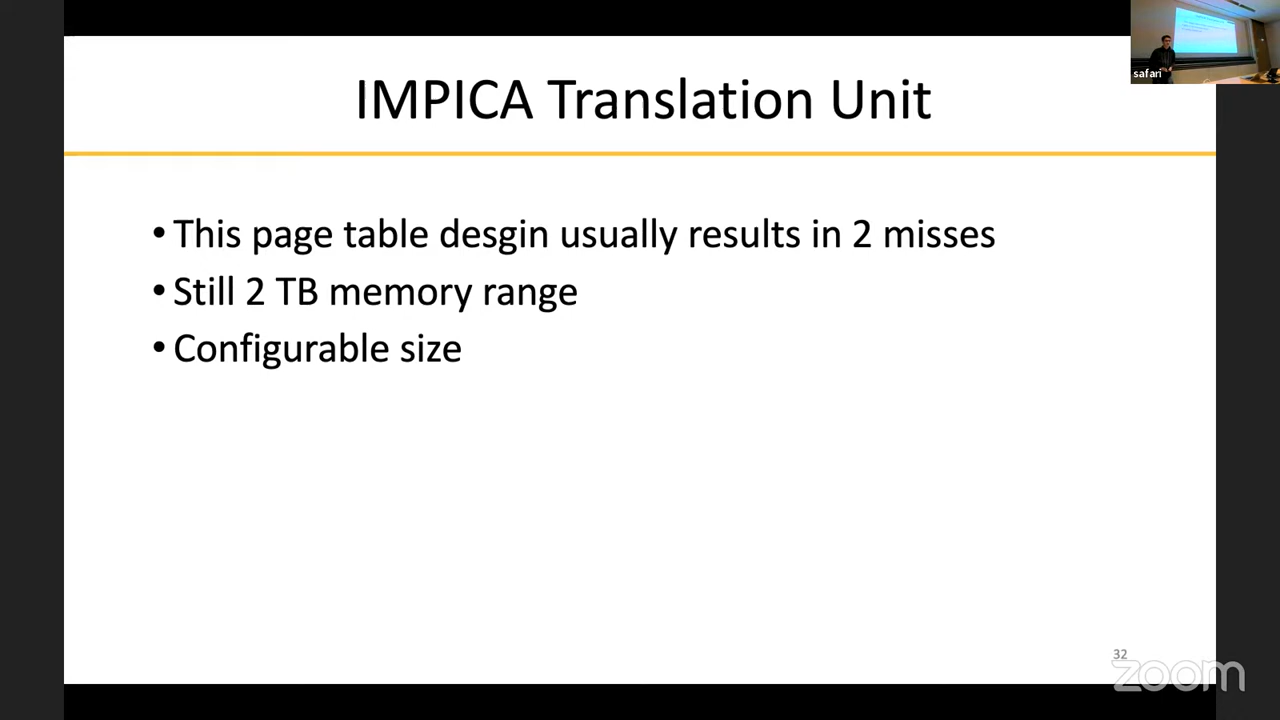 safari
IMPICA Translation Unit
• This page table desgin usually results in 2 misses
• Still 2 TB memory range
• Configurable size
32
zoom